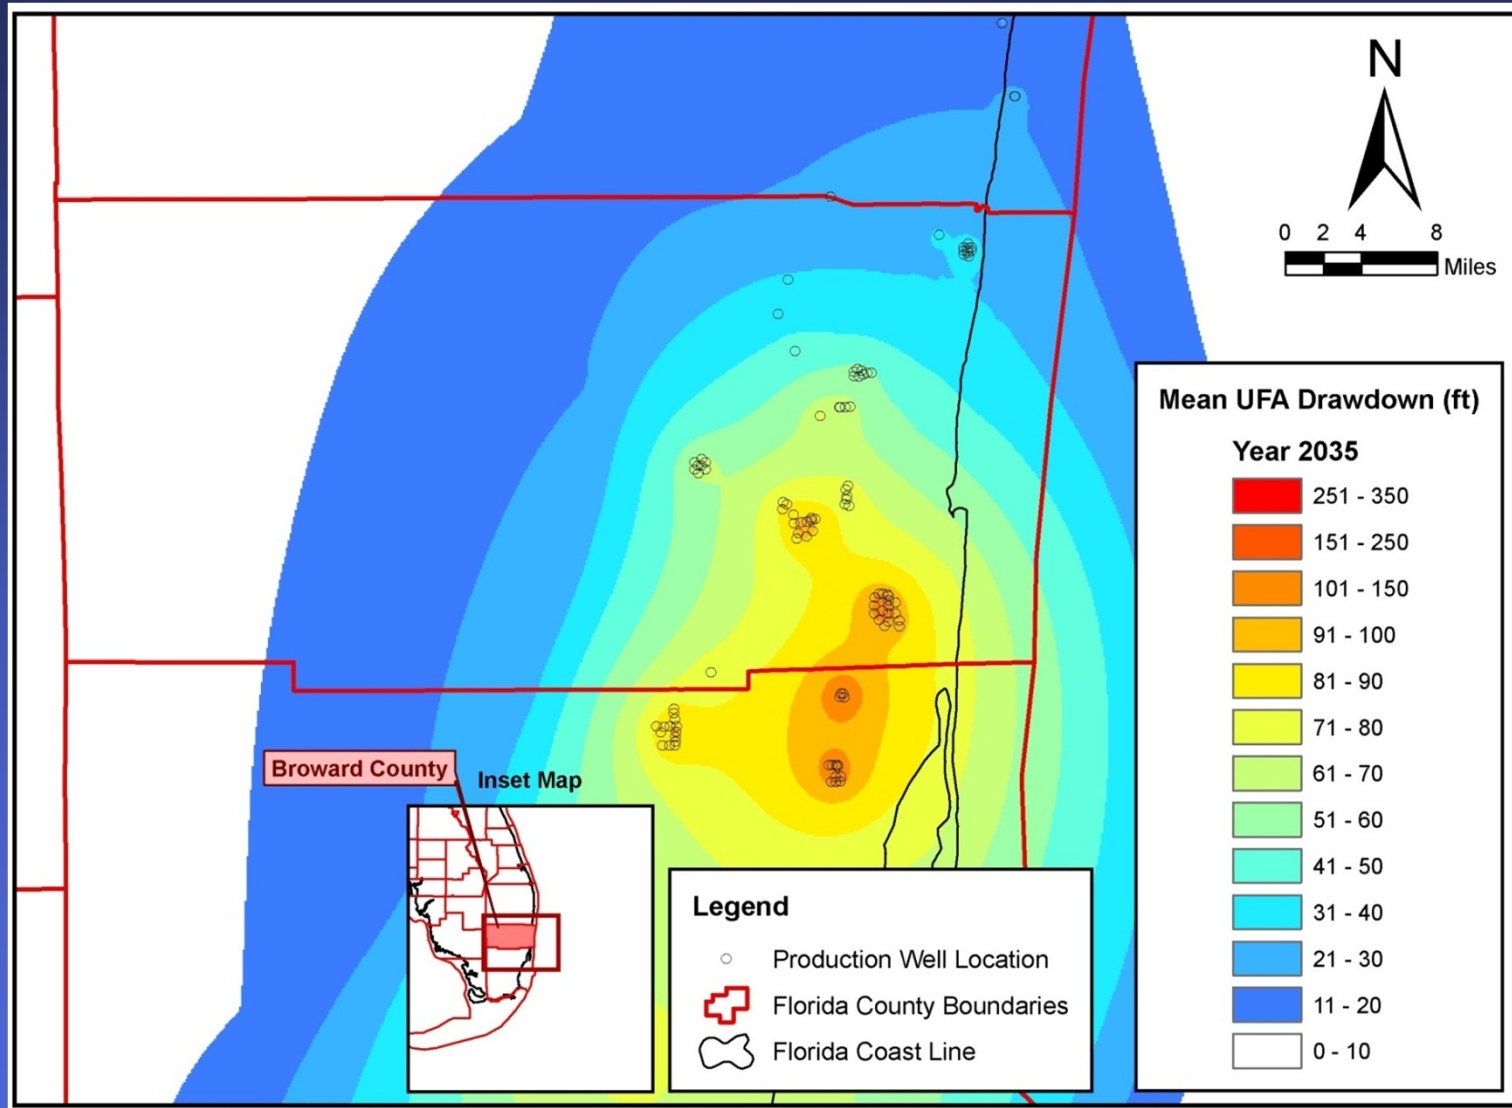 N
0 2 4 8
Miles
Mean UFA Drawdown (ft)
Year 2035
251 - 350
151 - 250
101 - 150
91 - 100
81 - 90
71 - 80
61 - 70
51 - 60
41 - 50
31 - 40
21 - 30
11 - 20
0 - 10
Broward County
Inset Map
Legend
Production Well Location
Florida County Boundaries
Florida Coast Line